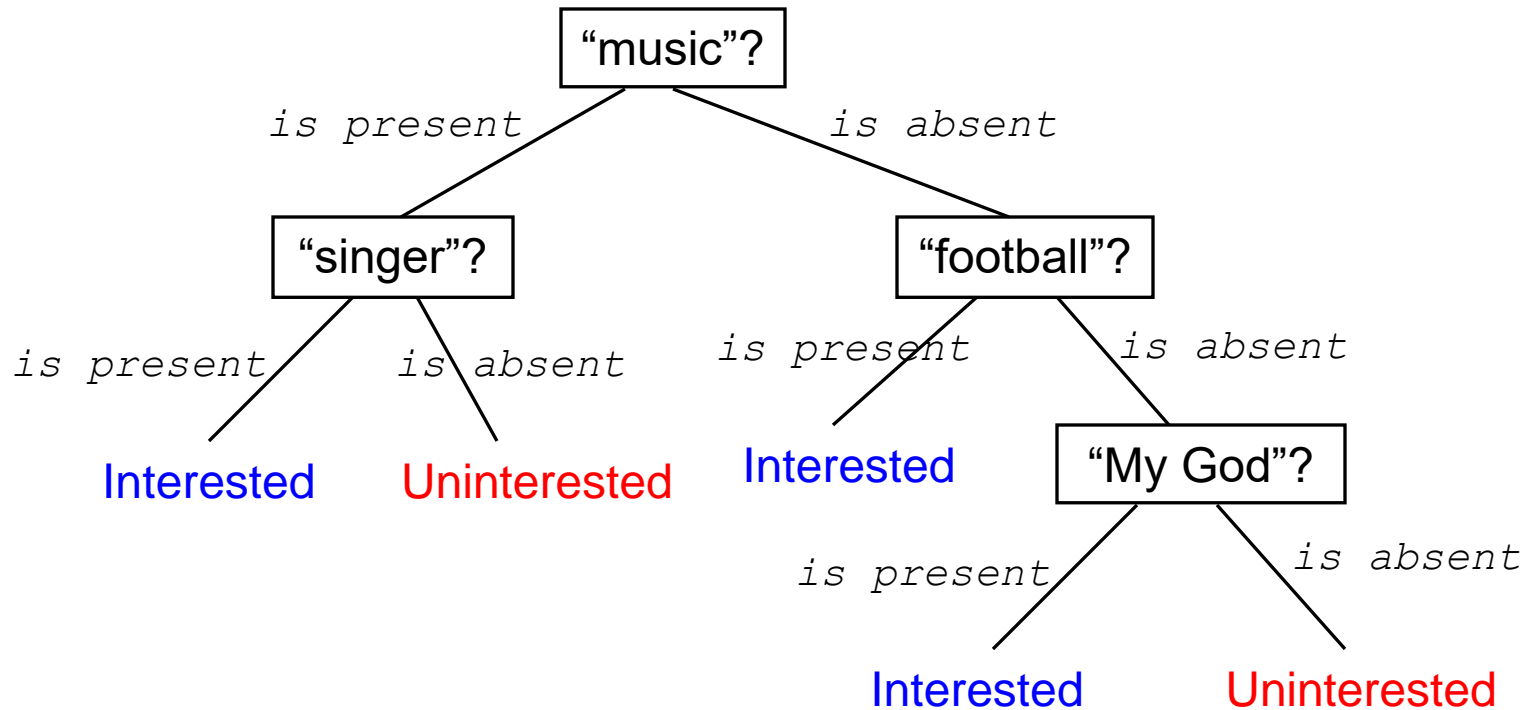 “music”?
is present
is absent
“singer”?
“football”?
is present
is absent
is present
is absent
Interested
Uninterested
Interested
“My God”?
is present
is absent
Interested
Uninterested